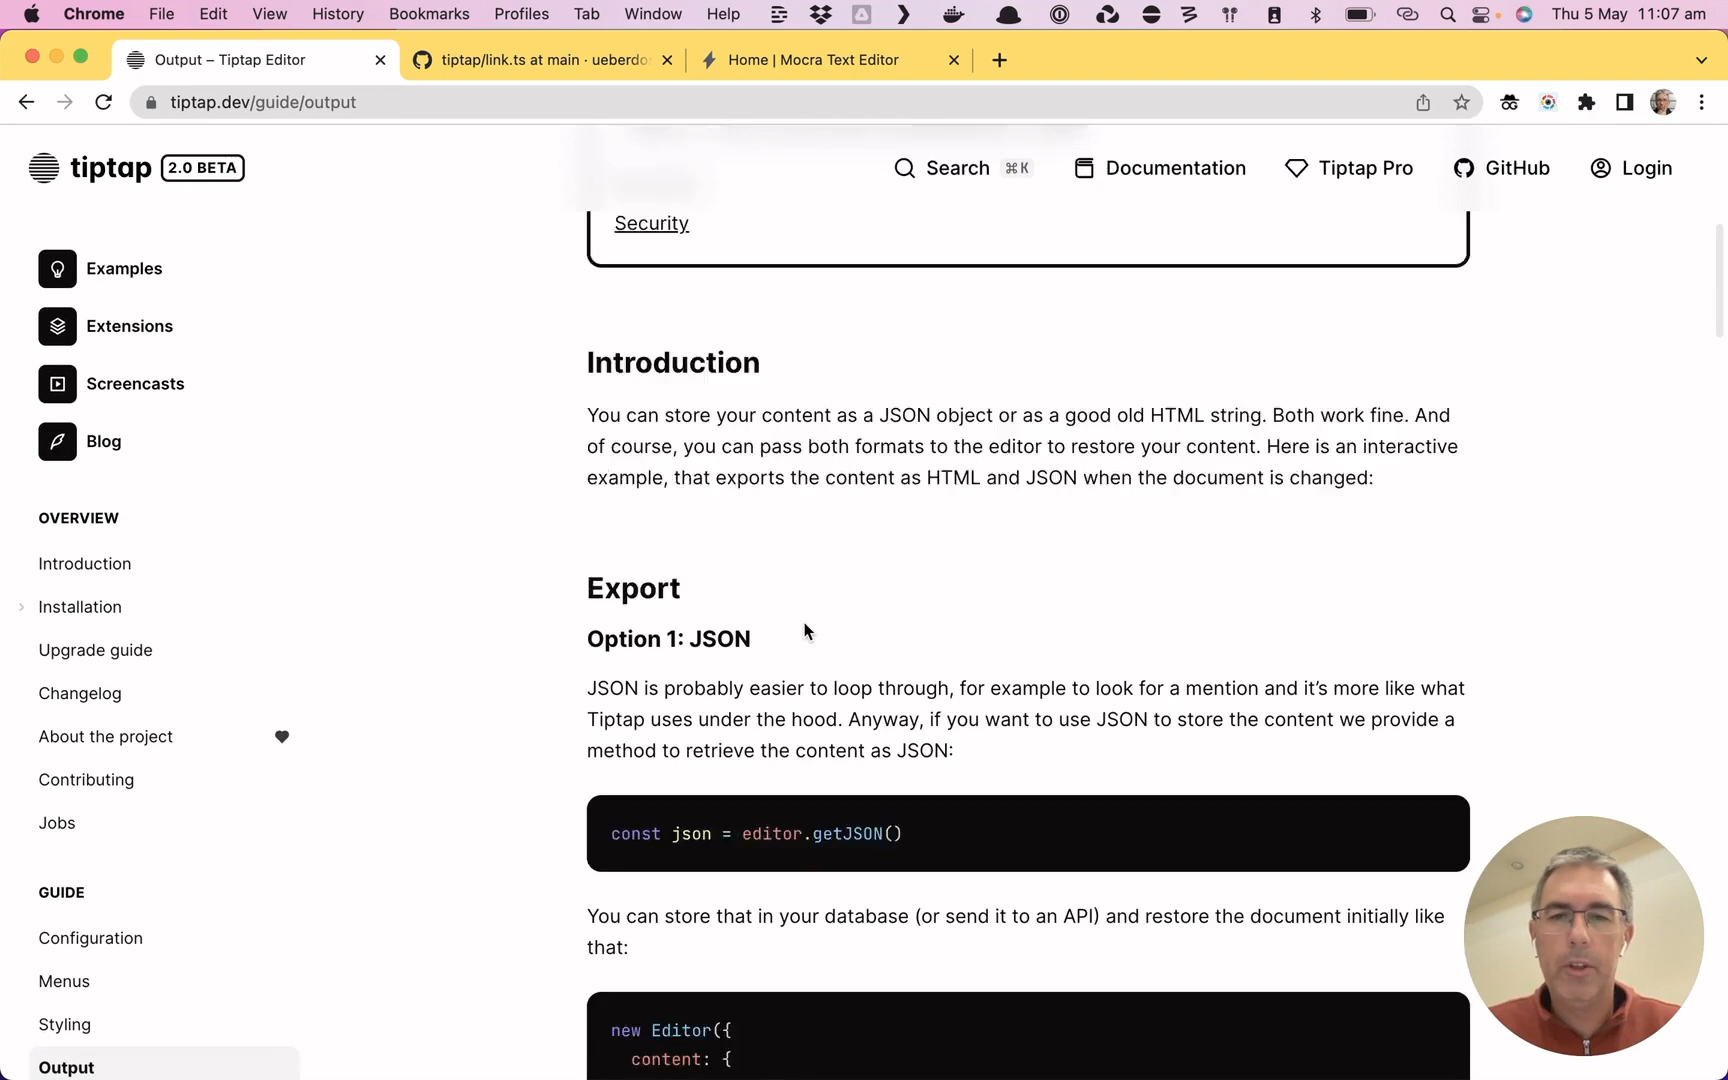 Chrome File Edit View History Bookmarks Profiles Tab Window Help Thu 5 May 11:07 am
Output – Tiptap Editor
tiptap/link.ts at main · ueberdo
Home | Mocra Text Editor
tiptap.dev/guide/output
tiptap 2.0 BETA
Search ⌘K
Documentation
Tiptap Pro
GitHub
Login
Security
Examples
Extensions
Screencasts
Blog
OVERVIEW
Introduction
Installation
Upgrade guide
Changelog
About the project
Contributing
Jobs
GUIDE
Configuration
Menus
Styling
Output
Introduction
You can store your content as a JSON object or as a good old HTML string. Both work fine. And
of course, you can pass both formats to the editor to restore your content. Here is an interactive
example, that exports the content as HTML and JSON when the document is changed:
Export
Option 1: JSON
JSON is probably easier to loop through, for example to look for a mention and it’s more like what
Tiptap uses under the hood. Anyway, if you want to use JSON to store the content we provide a
method to retrieve the content as JSON:
const json = editor.getJSON()
You can store that in your database (or send it to an API) and restore the document initially like
that:
new Editor({
content: {